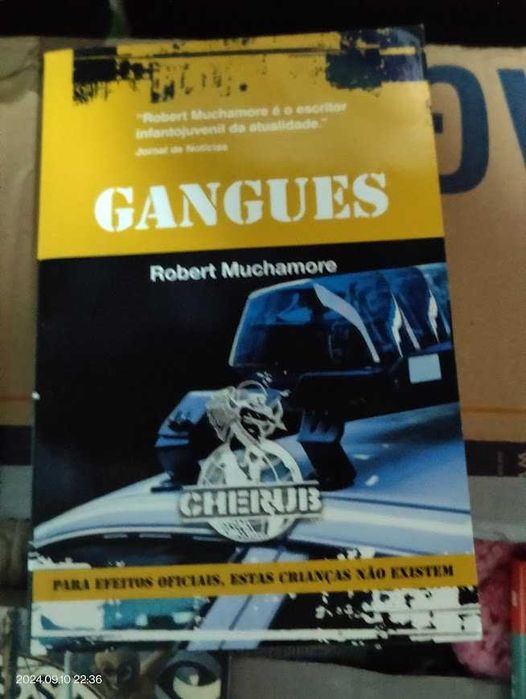 "Robert Muchamore é o escritor
infantojuvenil da atualidade."
Jornal de Notícias
GANGUES
Robert Muchamore
CHERUB
PARA EFEITOS OFICIAIS, ESTAS CRIANÇAS NÃO EXISTEM
2024.09.10 22:36